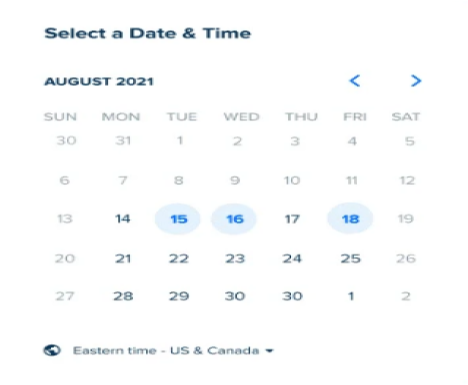 Select a Date & Time
AUGUST 2021 < >
SUN MON TUE WED THU FRI SAT
30 31 1 2 3 4 5
6 7 8 9 10 11 12
13 14 15 16 17 18 19
20 21 22 23 24 25 26
27 28 29 30 30 1 2
Eastern time - US & Canada